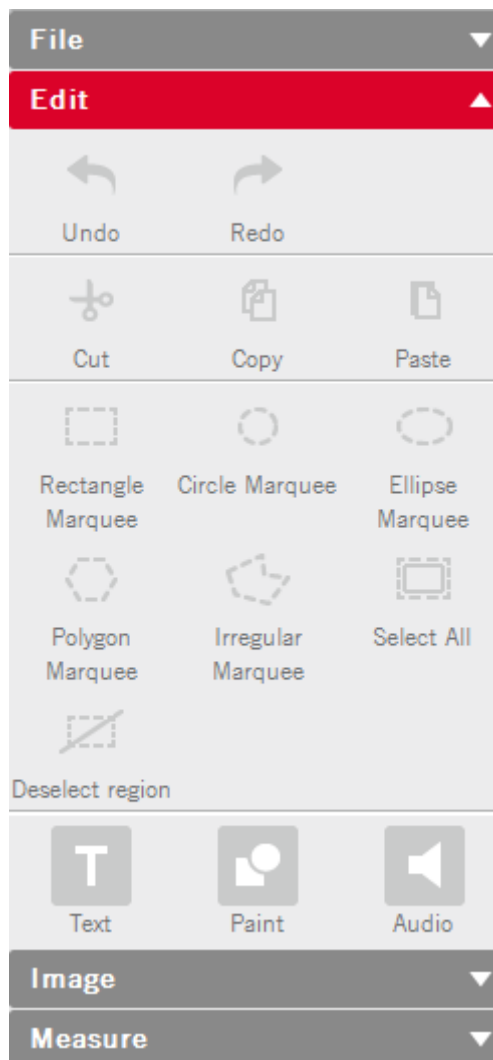 File
Edit
Undo Redo
Cut Copy Paste
Rectangle Circle Marquee Ellipse
Marquee Marquee
Polygon Irregular Select All
Marquee Marquee
Deselect region
T
Text Paint Audio
Image
Measure